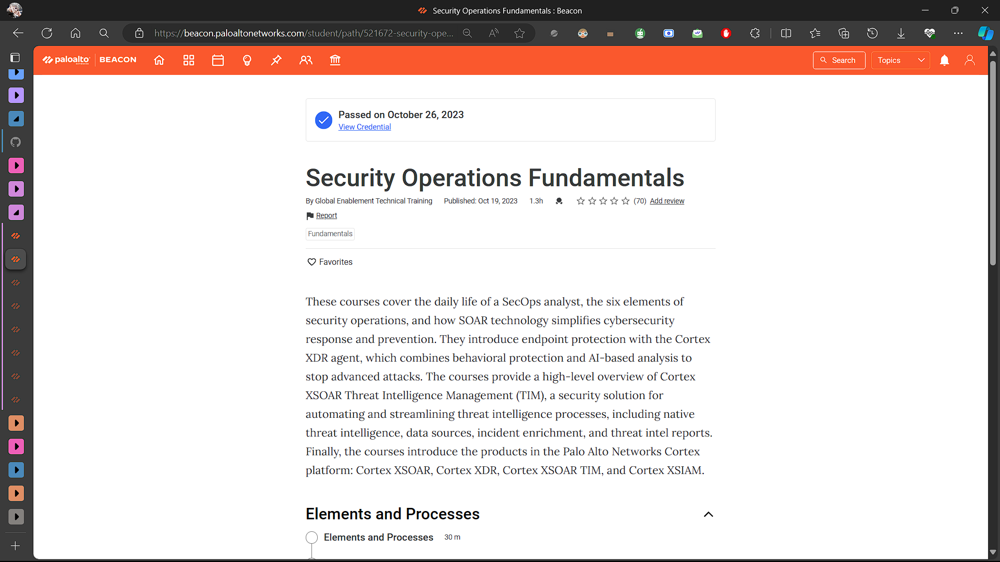 Security Operations Fundamentals : Beacon
https://beacon.paloaltonetworks.com/student/path/521672-security-ope...
paloalto NETWORKS BEACON
Search
Topics
Passed on October 26, 2023
View Credential
Security Operations Fundamentals
By Global Enablement Technical Training Published: Oct 19, 2023 1.3h (70) Add review
Report
Fundamentals
Favorites
These courses cover the daily life of a SecOps analyst, the six elements of
security operations, and how SOAR technology simplifies cybersecurity
response and prevention. They introduce endpoint protection with the Cortex
XDR agent, which combines behavioral protection and AI-based analysis to
stop advanced attacks. The courses provide a high-level overview of Cortex
XSOAR Threat Intelligence Management (TIM), a security solution for
automating and streamlining threat intelligence processes, including native
threat intelligence, data sources, incident enrichment, and threat intel reports.
Finally, the courses introduce the products in the Palo Alto Networks Cortex
platform: Cortex XSOAR, Cortex XDR, Cortex XSOAR TIM, and Cortex XSIAM.
Elements and Processes
Elements and Processes 30 m